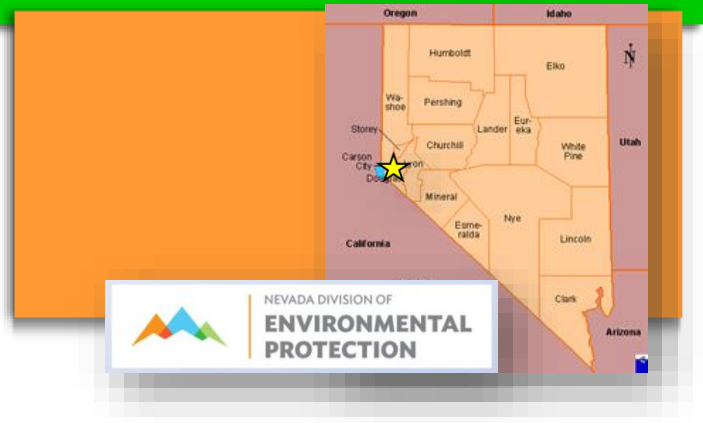 Oregon
Idaho
Humboldt
Elko
N
Wa-
shoe
Pershing
Lander
Eur-
eka
Storey
Churchill
White
Pine
Utah
Carson
City
Mineral
Nye
Esme-
ralda
Lincoln
California
Clark
Arizona
NEVADA DIVISION OF
ENVIRONMENTAL
PROTECTION